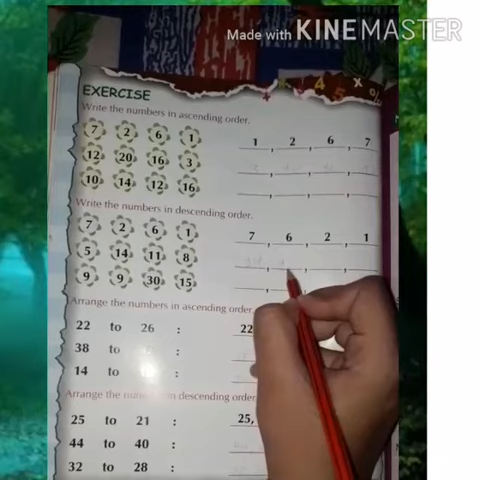 Made with KINEMASTER
+ 4 5 x %
EXERCISE
Write the numbers in ascending order.
7 2 6 1 1, 2, 6, 7
12 20 16 3
10 14 12 16
Write the numbers in descending order.
7 2 6 1 7, 6, 2, 1
5 14 11 8
9 9 30 15
Arrange the numbers in ascending order
22 to 26 : 22
38 to :
14 to :
Arrange the numbers in descending order
25 to 21 : 25,
44 to 40 :
32 to 28 :